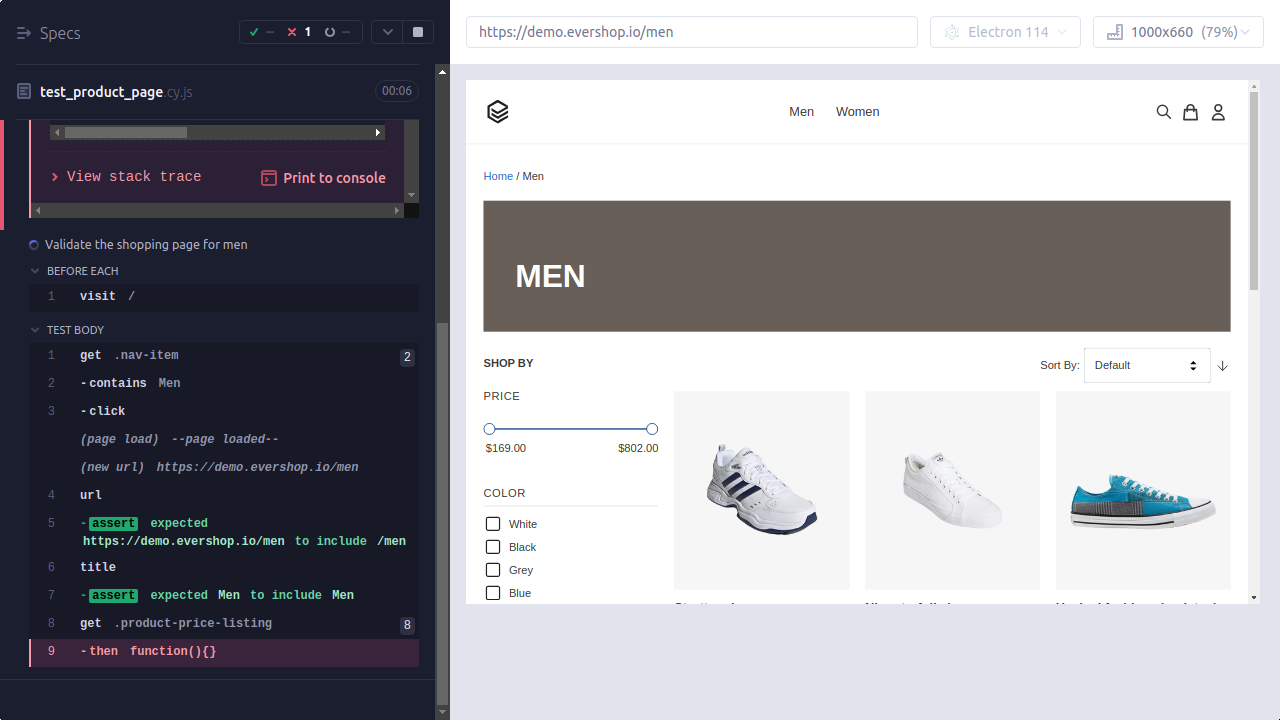 Specs
--
1
--
https://demo.evershop.io/men
Electron 114
1000x660 (79%)
test_product_page.cy.js
00:06
View stack trace
Print to console
Validate the shopping page for men
BEFORE EACH
1 visit /
TEST BODY
1 get .nav-item 2
2 -contains Men
3 -click
(page load) --page loaded--
(new url) https://demo.evershop.io/men
4 url
5 -assert expected
https://demo.evershop.io/men to include /men
6 title
7 -assert expected Men to include Men
8 get .product-price-listing 8
9 -then function(){}
Men Women
Home / Men
MEN
SHOP BY
Sort By: Default
PRICE
$169.00 $802.00
COLOR
White
Black
Grey
Blue